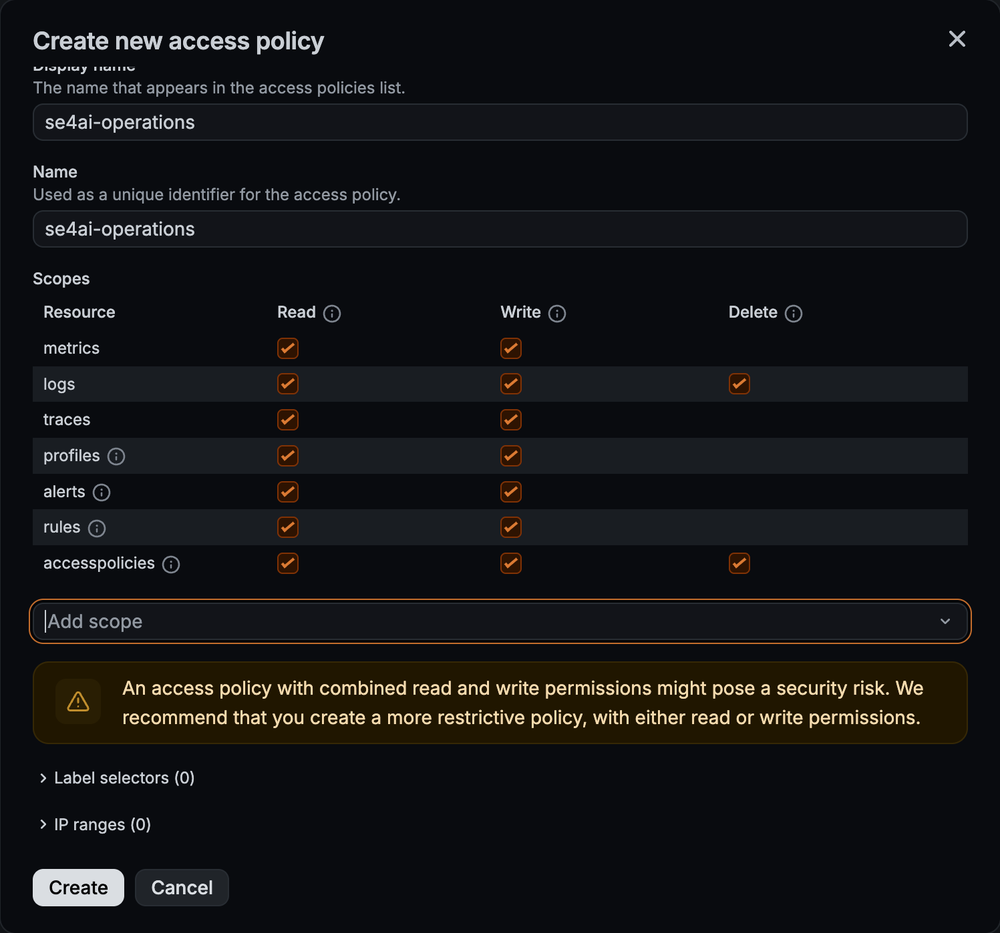 Create new access policy
Display name
The name that appears in the access policies list.
se4ai-operations
Name
Used as a unique identifier for the access policy.
se4ai-operations
Scopes
Resource Read Write Delete
metrics
logs
traces
profiles
alerts
rules
accesspolicies
Add scope
An access policy with combined read and write permissions might pose a security risk. We
recommend that you create a more restrictive policy, with either read or write permissions.
Label selectors (0)
IP ranges (0)
Create Cancel